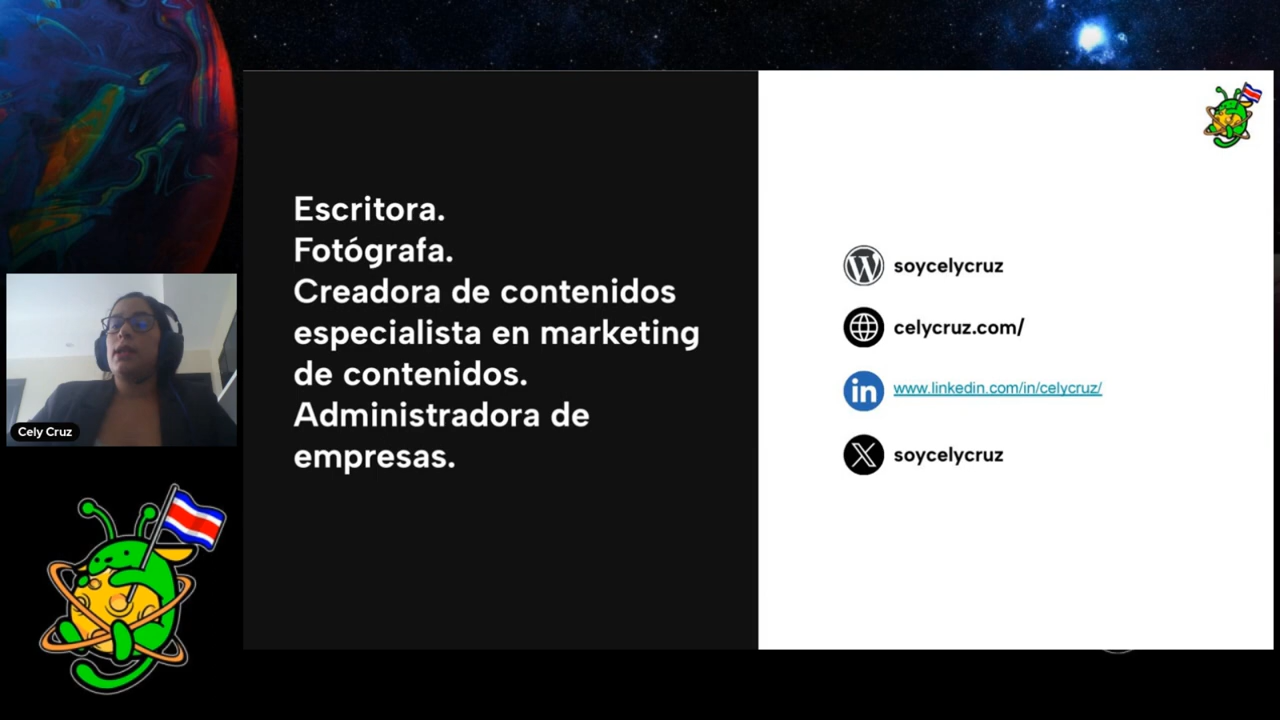 Escritora.
Fotógrafa.
Creadora de contenidos
especialista en marketing
de contenidos.
Administradora de
empresas.
soycelycruz
celycruz.com/
www.linkedin.com/in/celycruz/
soycelycruz
Cely Cruz